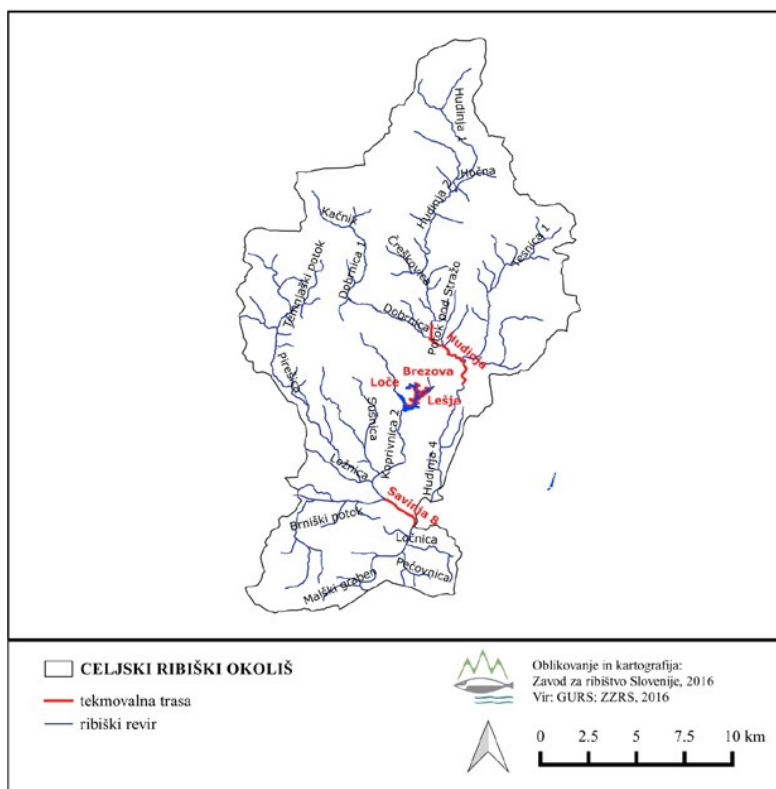 Hudinja 1
Hočna
Hudinja 2
Kačnik
Tesnica 1
Črešknica
Dobrnica 1
Temnjaški potok
Potok pod Stražo
Dobrnica
Hudinja
Pirešica
Brezova
Loče
Lešje
Sušnica
Koprivnica 2
Ložnica
Hudinja 4
Savinja 8
Brniški potok
Ločnica
Pečovnica
Malški graben
CELJSKI RIBIŠKI OKOLIŠ
tekmovalna trasa
ribiški revir
Oblikovanje in kartografija:
Zavod za ribištvo Slovenije, 2016
Vir: GURS; ZZRS, 2016
0 2.5 5 7.5 10 km